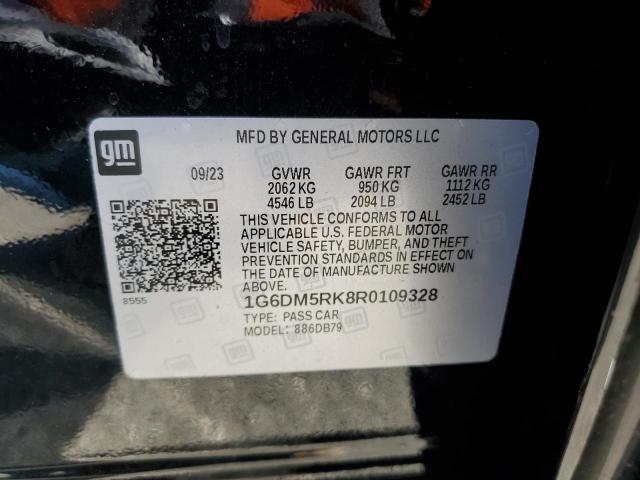 gm
MFD BY GENERAL MOTORS LLC
09/23 GVWR GAWR FRT GAWR RR
2062 KG 950 KG 1112 KG
4546 LB 2094 LB 2452 LB
THIS VEHICLE CONFORMS TO ALL
APPLICABLE U.S. FEDERAL MOTOR
VEHICLE SAFETY, BUMPER, AND THEFT
PREVENTION STANDARDS IN EFFECT ON
THE DATE OF MANUFACTURE SHOWN
ABOVE.
8555
1G6DM5RK8R0109328
TYPE: PASS CAR
MODEL: 886DB79